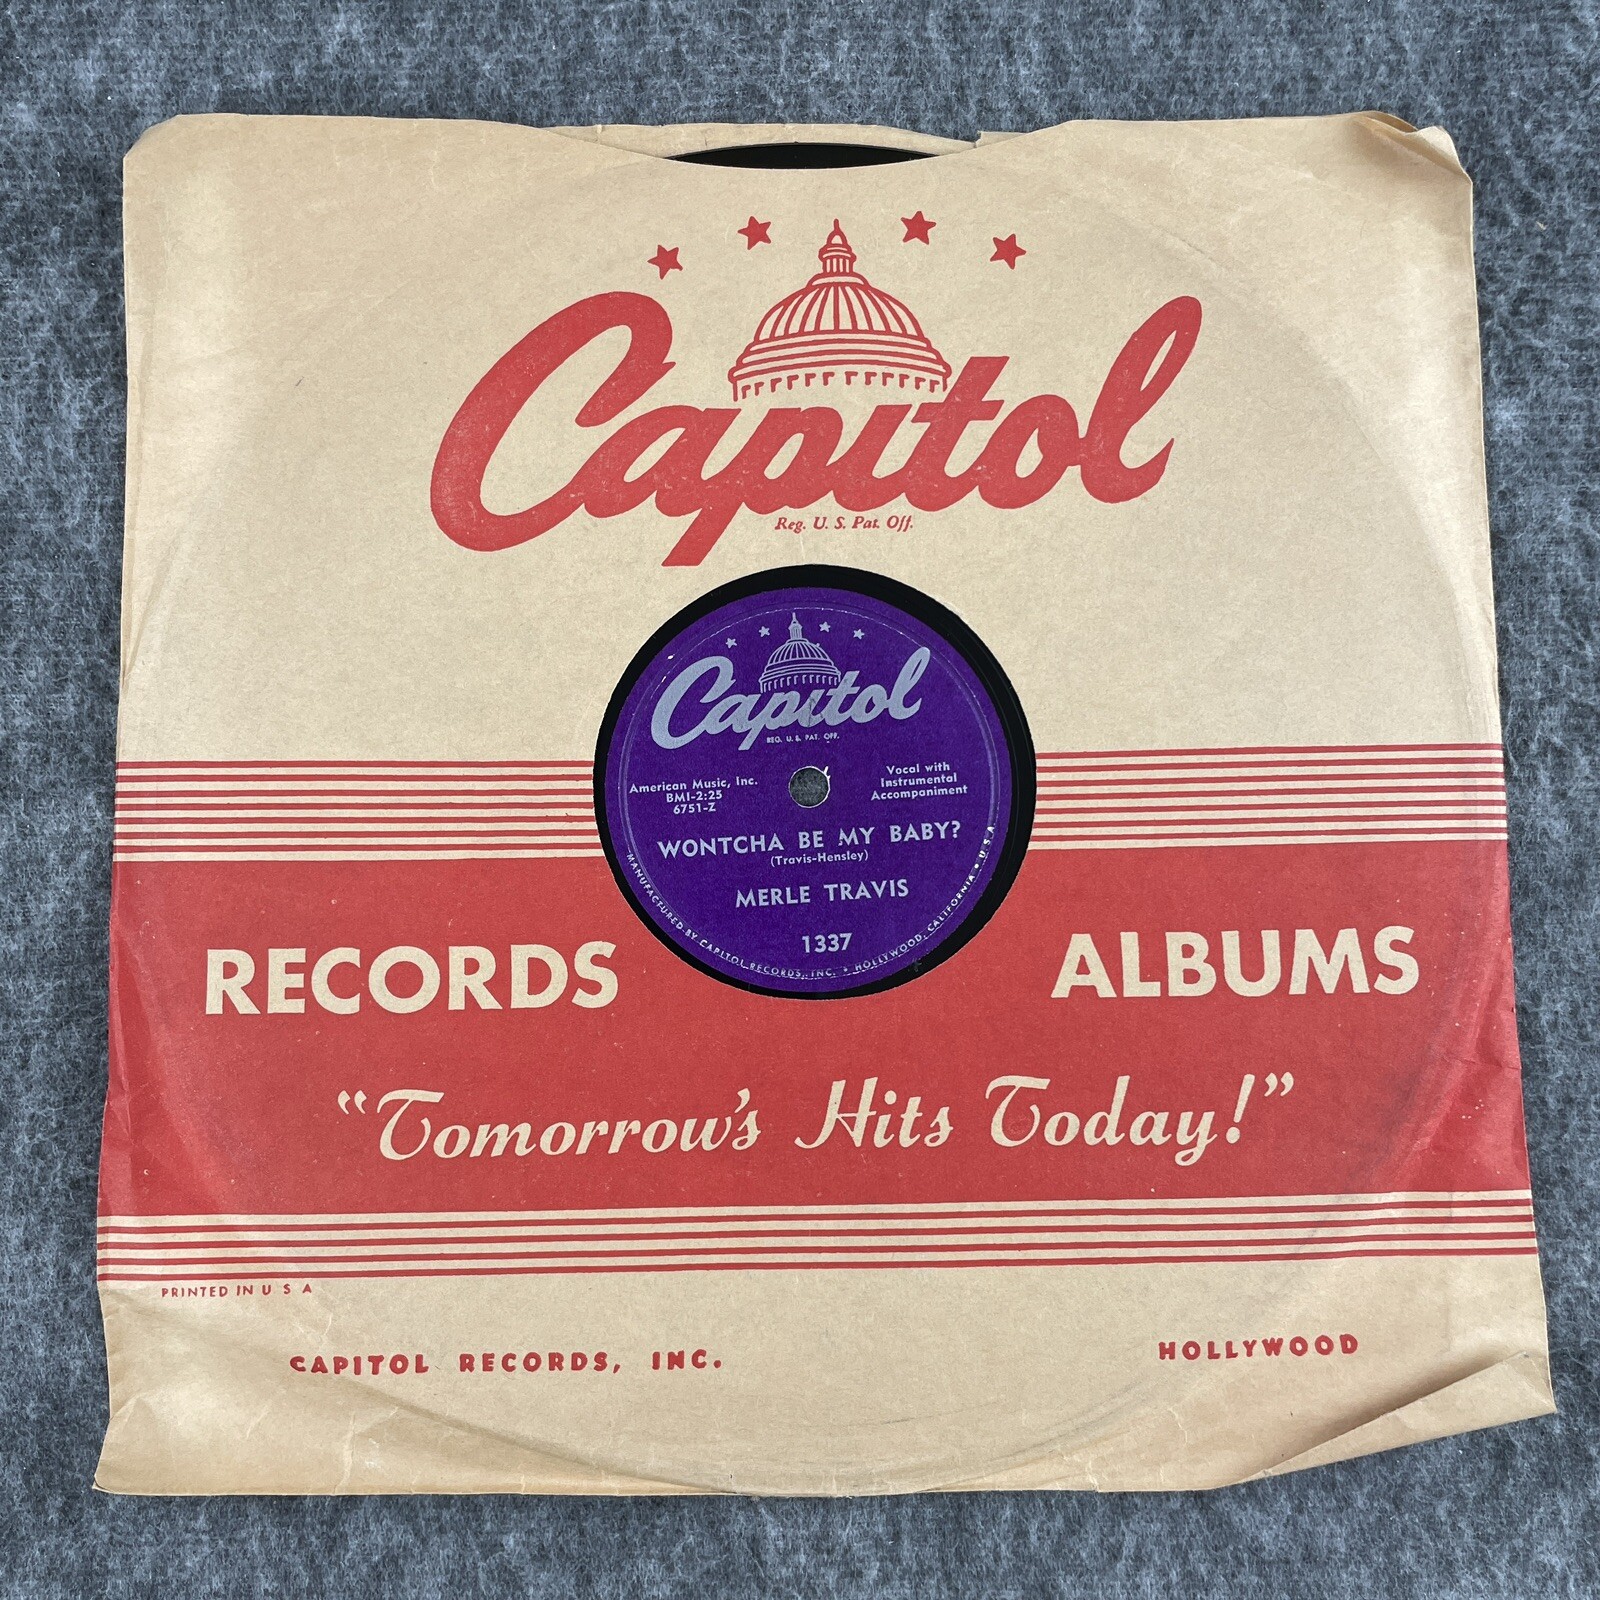 Capitol
Reg. U. S. Pat. Off.
Capitol
REG. U. S. PAT. OFF.
American Music, Inc.
BMI-2:25
6751-Z
Vocal with
Instrumental
Accompaniment
WONTCHA BE MY BABY?
(Travis-Hensley)
MERLE TRAVIS
1337
MANUFACTURED BY CAPITOL RECORDS, INC. • HOLLYWOOD, CALIFORNIA • U.S.A.
RECORDS ALBUMS
“Tomorrow's Hits Today!”
PRINTED IN U S A
CAPITOL RECORDS, INC. HOLLYWOOD